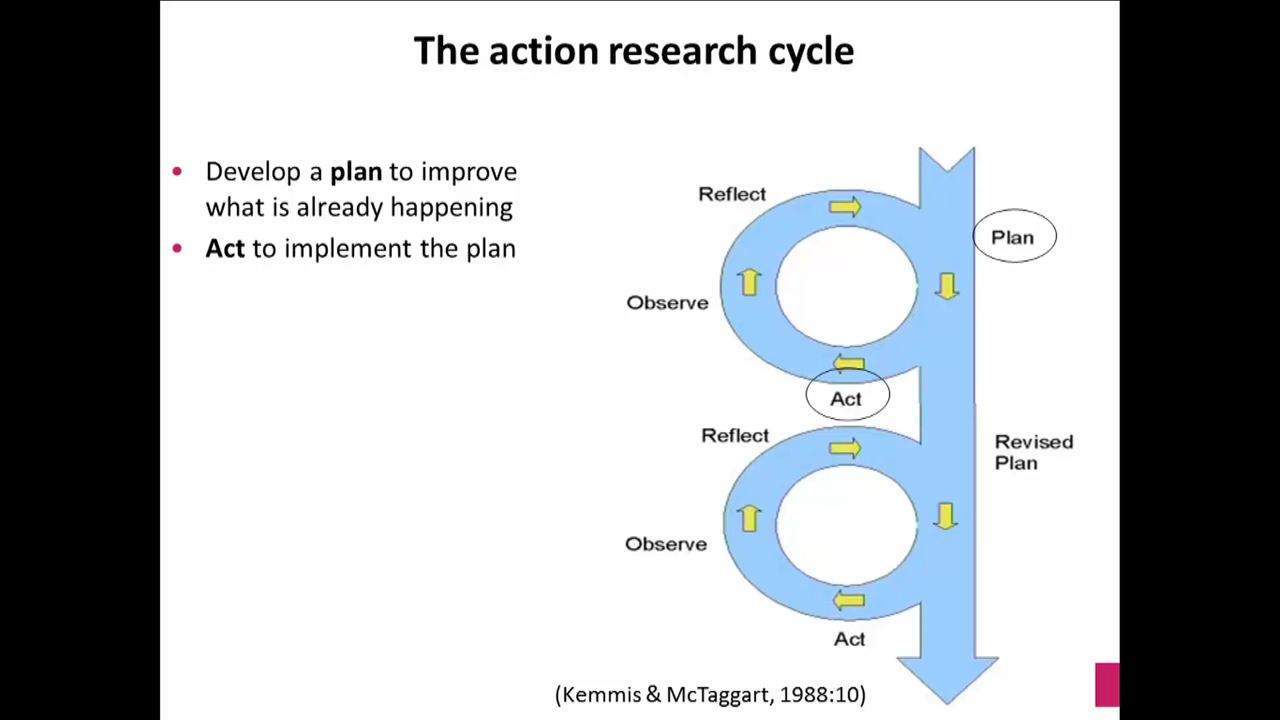 The action research cycle
• Develop a plan to improve
what is already happening
• Act to implement the plan
Reflect
Plan
Observe
Act
Reflect
Revised
Plan
Observe
Act
(Kemmis & McTaggart, 1988:10)